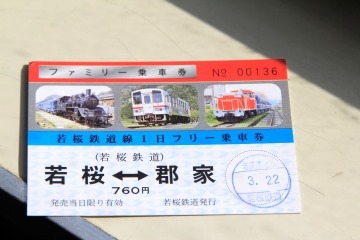 ファミリー乗車券 No 00136
若桜鉄道線1日フリー乗車券
(若桜鉄道)
若桜↔郡家
760円
3.22
発売当日限り有効 若桜鉄道発行